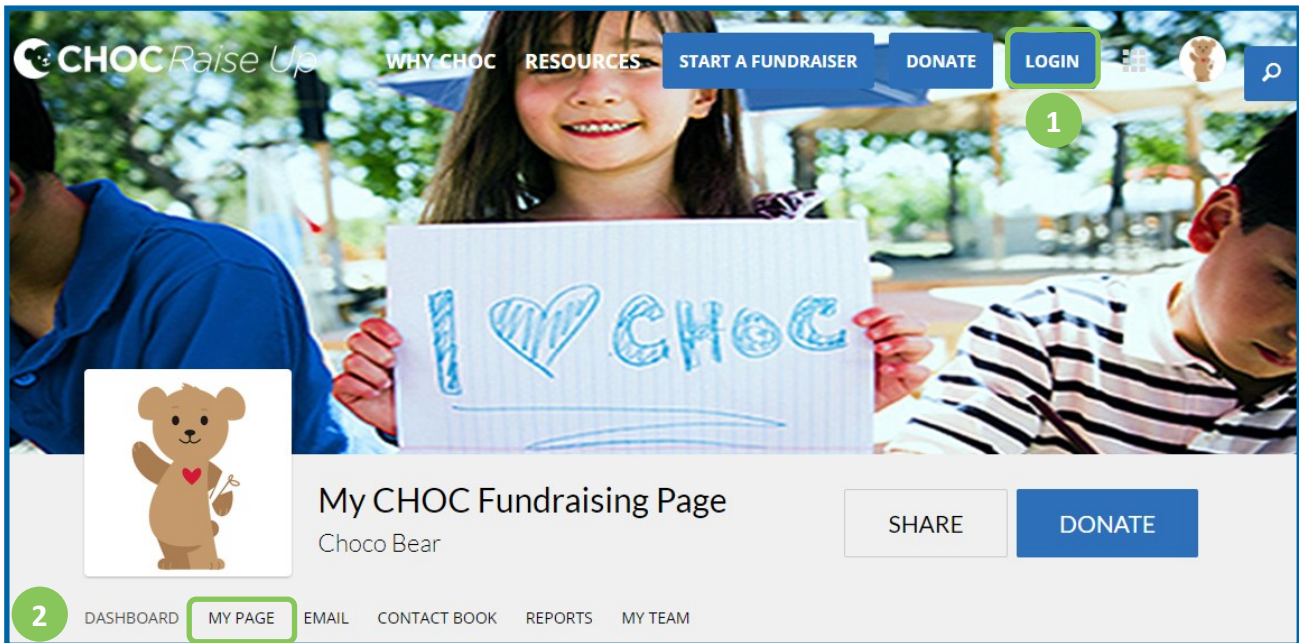 CHOC Raise Up WHY CHOC RESOURCES START A FUNDRAISER DONATE LOGIN
1
I CHOC
My CHOC Fundraising Page
Choco Bear
SHARE DONATE
2 DASHBOARD MY PAGE EMAIL CONTACT BOOK REPORTS MY TEAM